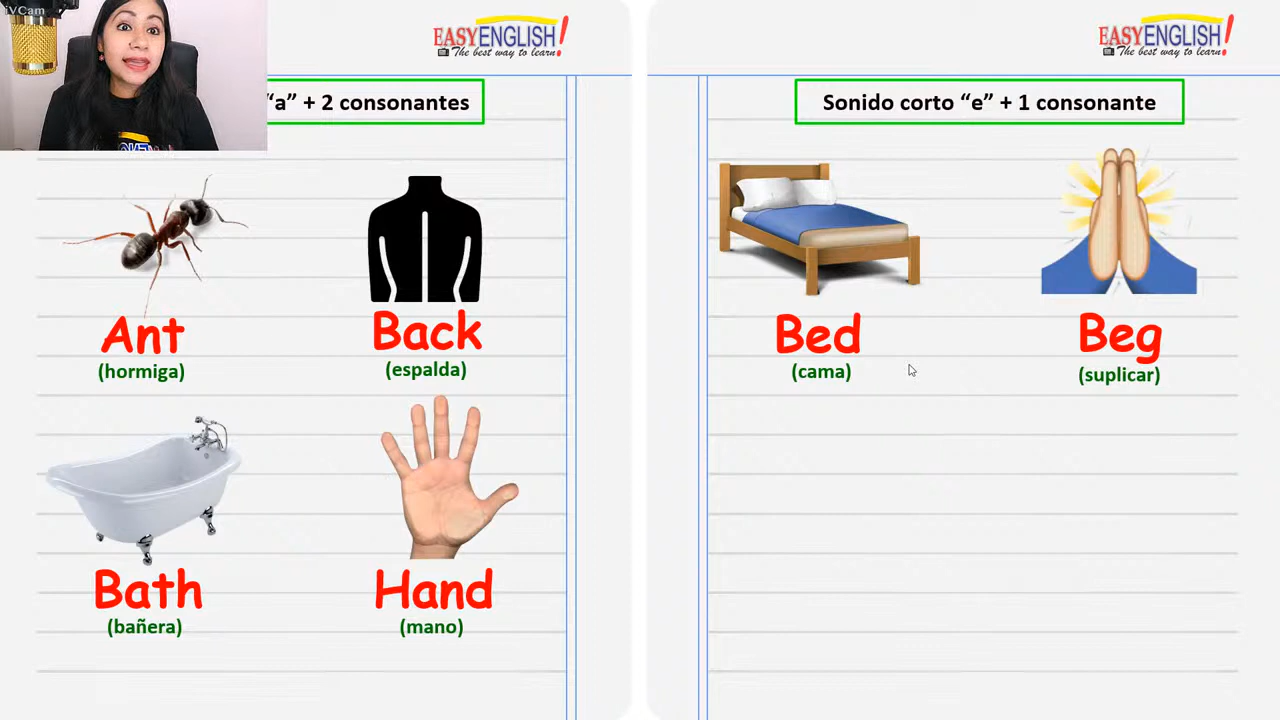 iVCam
EASYENGLISH!
The best way to learn!
"a" + 2 consonantes
Ant
(hormiga)
Back
(espalda)
Bath
(bañera)
Hand
(mano)
EASYENGLISH!
The best way to learn!
Sonido corto “e” + 1 consonante
Bed
(cama)
Beg
(suplicar)